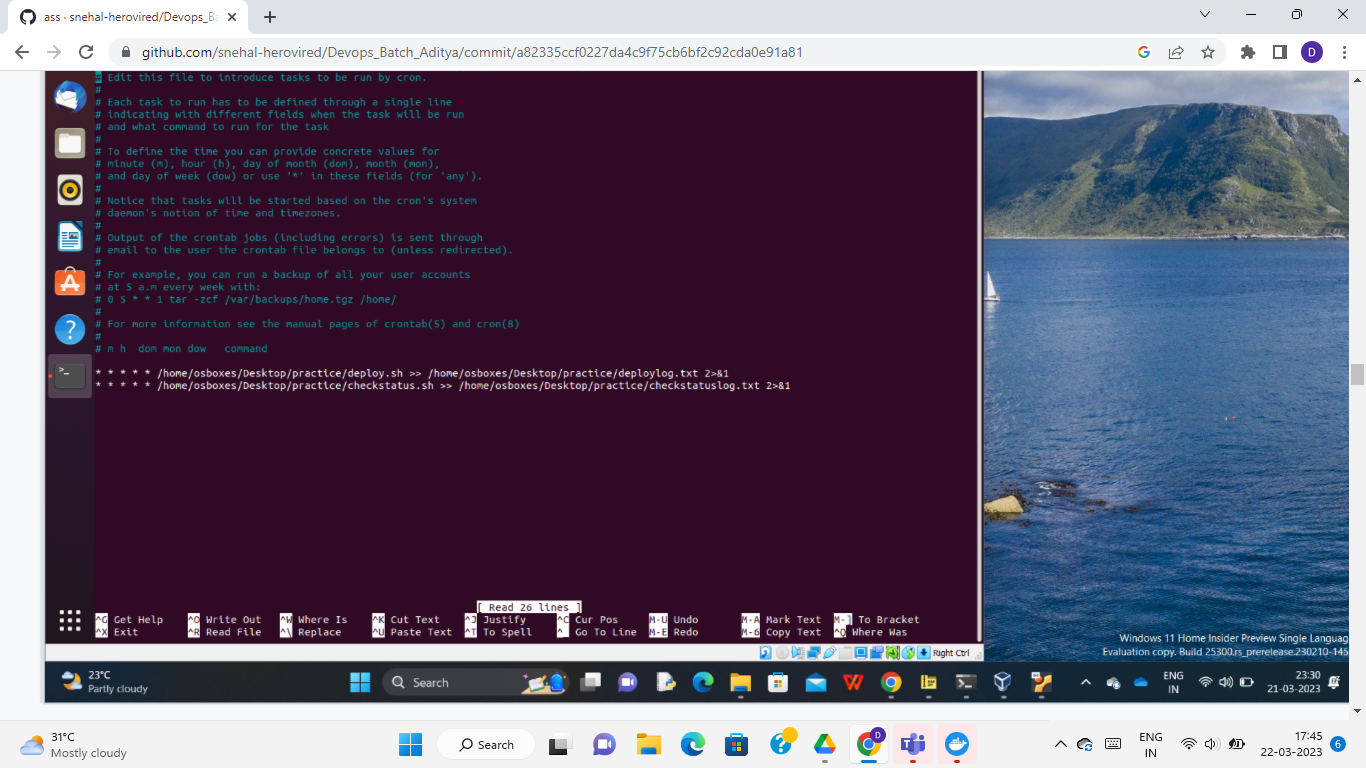 ass · snehal-herovired/Devops_Ba
github.com/snehal-herovired/Devops_Batch_Aditya/commit/a82335ccf0227da4c9f75cb6bf2c92cda0e91a81
D
# Edit this file to introduce tasks to be run by cron.
#
# Each task to run has to be defined through a single line
# indicating with different fields when the task will be run
# and what command to run for the task
#
# To define the time you can provide concrete values for
# minute (m), hour (h), day of month (dom), month (mon),
# and day of week (dow) or use '*' in these fields (for 'any').
#
# Notice that tasks will be started based on the cron's system
# daemon's notion of time and timezones.
#
# Output of the crontab jobs (including errors) is sent through
# email to the user the crontab file belongs to (unless redirected).
#
# For example, you can run a backup of all your user accounts
# at 5 a.m every week with:
# 0 5 * * 1 tar -zcf /var/backups/home.tgz /home/
#
# For more information see the manual pages of crontab(5) and cron(8)
#
# m h  dom mon dow   command
* * * * * /home/osboxes/Desktop/practice/deploy.sh >> /home/osboxes/Desktop/practice/deploylog.txt 2>&1
* * * * * /home/osboxes/Desktop/practice/checkstatus.sh >> /home/osboxes/Desktop/practice/checkstatuslog.txt 2>&1
[ Read 26 lines ]
^G Get Help ^O Write Out ^W Where Is ^K Cut Text ^J Justify ^C Cur Pos M-U Undo M-A Mark Text M-] To Bracket
^X Exit ^R Read File ^\ Replace ^U Paste Text ^T To Spell ^_ Go To Line M-E Redo M-6 Copy Text ^Q Where Was
Right Ctrl
Windows 11 Home Insider Preview Single Languag
Evaluation copy. Build 25300.rs_prerelease.230210-145
23°C
Partly cloudy
Search
ENG
IN
23:30
21-03-2023
31°C
Mostly cloudy
Search
D
ENG
IN
17:45
22-03-2023
6